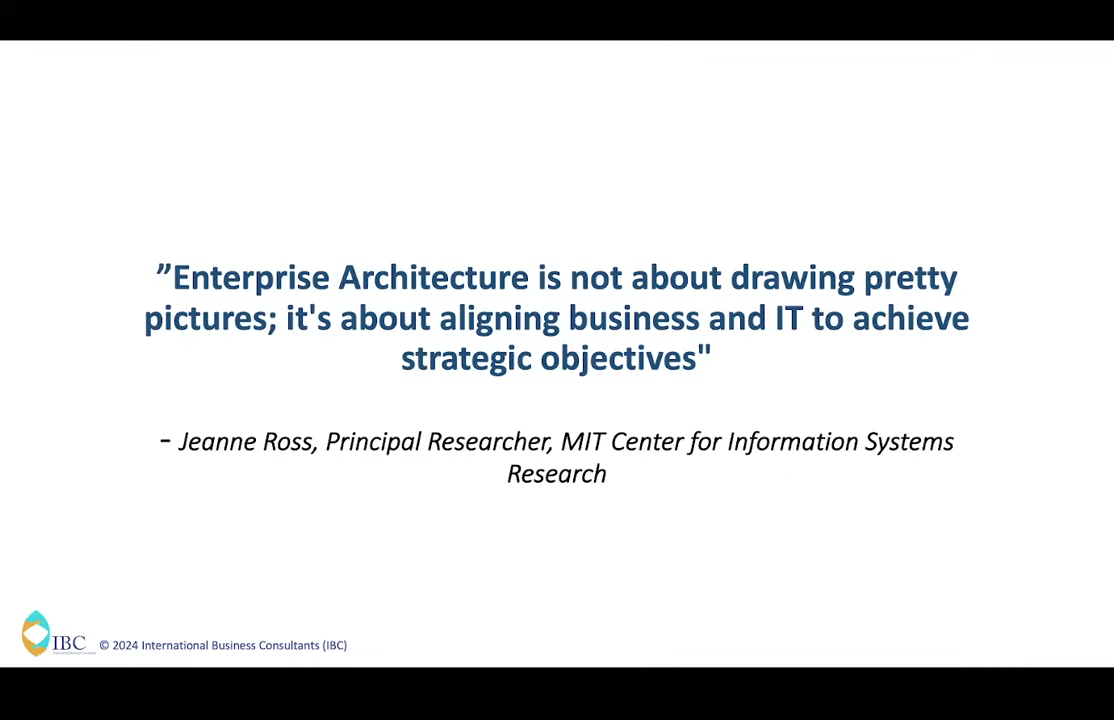 ”Enterprise Architecture is not about drawing pretty
pictures; it's about aligning business and IT to achieve
strategic objectives"
- Jeanne Ross, Principal Researcher, MIT Center for Information Systems
Research
IBC
© 2024 International Business Consultants (IBC)